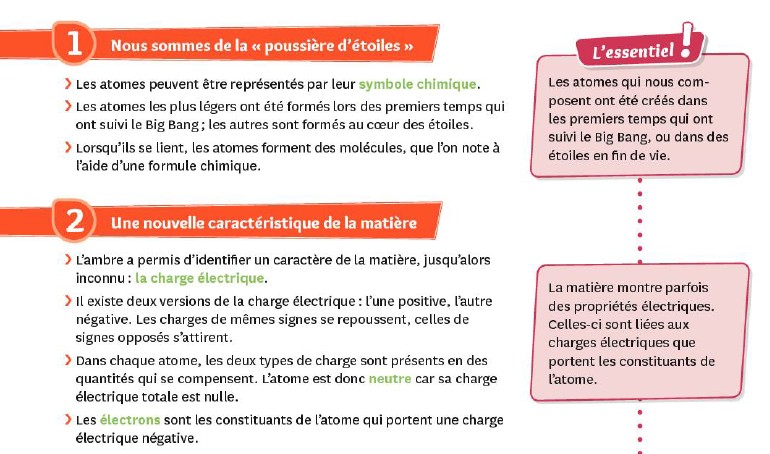 1 Nous sommes de la « poussière d’étoiles »
❯ Les atomes peuvent être représentés par leur symbole chimique.
❯ Les atomes les plus légers ont été formés lors des premiers temps qui
ont suivi le Big Bang ; les autres sont formés au cœur des étoiles.
❯ Lorsqu’ils se lient, les atomes forment des molécules, que l’on note à
l’aide d’une formule chimique.
L’essentiel !
Les atomes qui nous com-
posent ont été créés dans
les premiers temps qui ont
suivi le Big Bang, ou dans des
étoiles en fin de vie.
2 Une nouvelle caractéristique de la matière
❯ L’ambre a permis d’identifier un caractère de la matière, jusqu’alors
inconnu : la charge électrique.
❯ Il existe deux versions de la charge électrique : l’une positive, l’autre
négative. Les charges de mêmes signes se repoussent, celles de
signes opposés s’attirent.
❯ Dans chaque atome, les deux types de charge sont présents en des
quantités qui se compensent. L’atome est donc neutre car sa charge
électrique totale est nulle.
❯ Les électrons sont les constituants de l’atome qui portent une charge
électrique négative.
La matière montre parfois
des propriétés électriques.
Celles-ci sont liées aux
charges électriques que
portent les constituants de
l’atome.